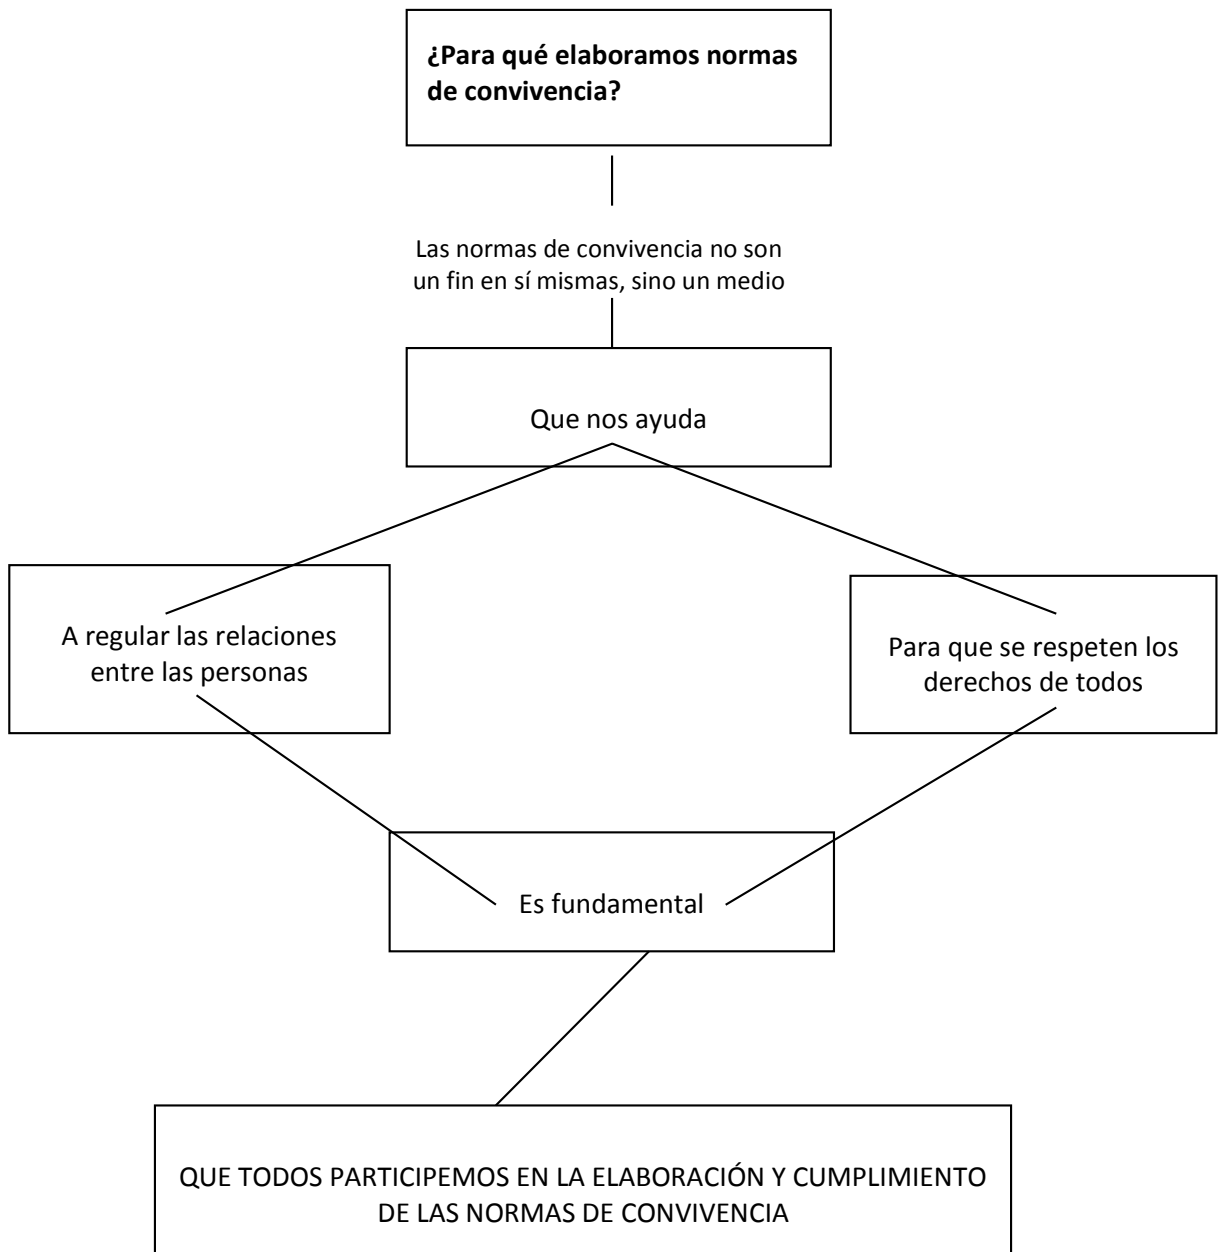 ¿Para qué elaboramos normas
de convivencia?
Las normas de convivencia no son
un fin en sí mismas, sino un medio
Que nos ayuda
A regular las relaciones
entre las personas
Para que se respeten los
derechos de todos
Es fundamental
QUE TODOS PARTICIPEMOS EN LA ELABORACIÓN Y CUMPLIMIENTO
DE LAS NORMAS DE CONVIVENCIA